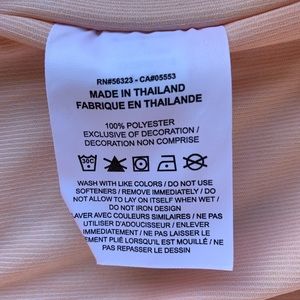 RN#56323 - CA#05553
MADE IN THAILAND
FABRIQUE EN THAILANDE
100% POLYESTER
EXCLUSIVE OF DECORATION /
DECORATION NON COMPRISE
WASH WITH LIKE COLORS / DO NOT USE
SOFTENERS / REMOVE IMMEDIATELY / DO
NOT ALLOW TO LAY ON ITSELF WHEN WET /
DO NOT IRON DESIGN
LAVER AVEC COULEURS SIMILAIRES / NE PAS
UTILISER D'ADOUCISSEUR / ENLEVER
IMMÉDIATEMENT / NE PAS LAISSER LE
PLIÉ LORSQU'IL EST MOUILLÉ / NE
PAS REPASSER LE DESSIN